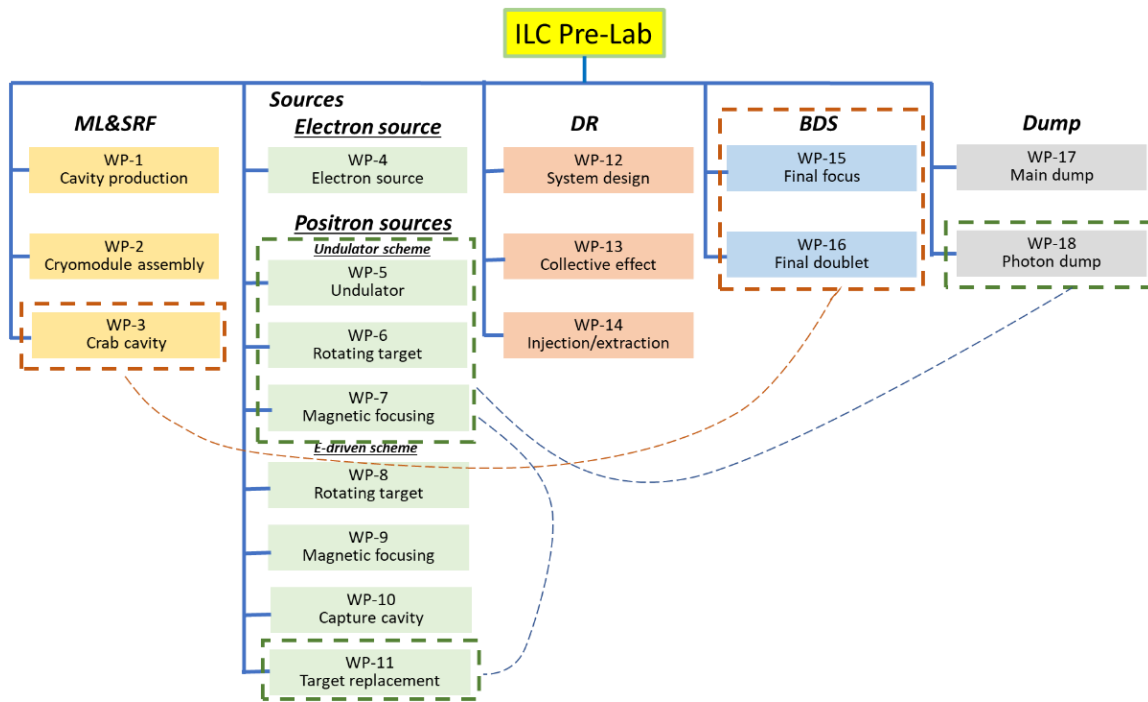 ILC Pre-Lab
ML&SRF
WP-1
Cavity production
WP-2
Cryomodule assembly
WP-3
Crab cavity
Sources
Electron source
WP-4
Electron source
Positron sources
Undulator scheme
WP-5
Undulator
WP-6
Rotating target
WP-7
Magnetic focusing
E-driven scheme
WP-8
Rotating target
WP-9
Magnetic focusing
WP-10
Capture cavity
WP-11
Target replacement
DR
WP-12
System design
WP-13
Collective effect
WP-14
Injection/extraction
BDS
WP-15
Final focus
WP-16
Final doublet
Dump
WP-17
Main dump
WP-18
Photon dump